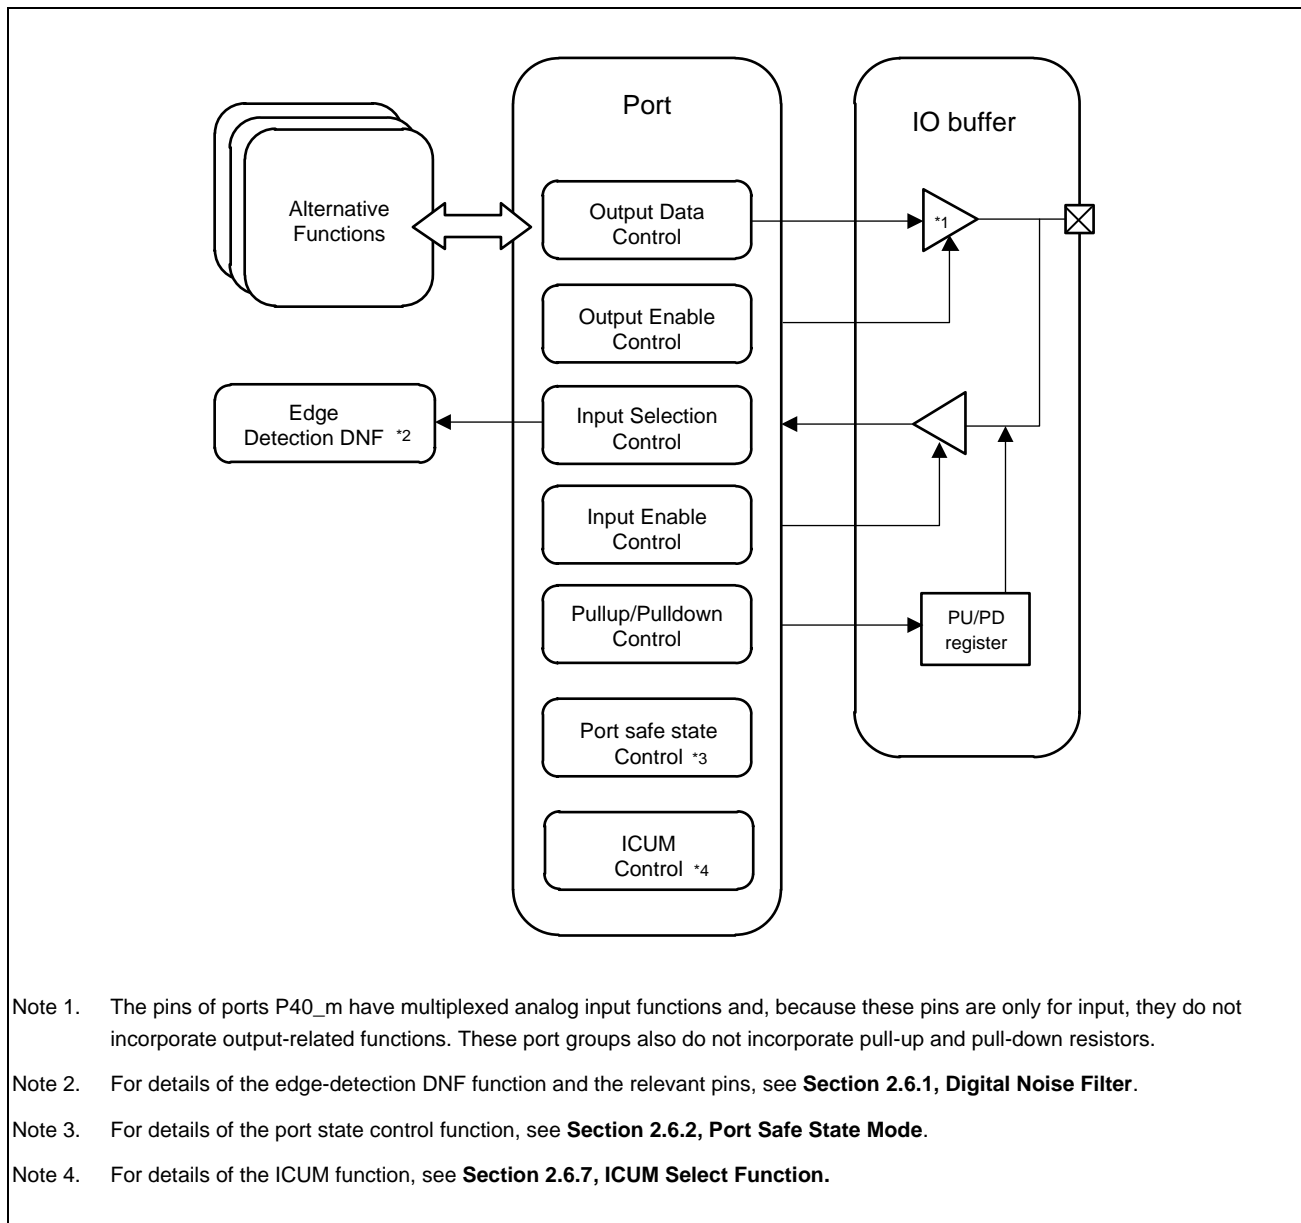 Port
IO buffer
Alternative
Functions
Output Data
Control
*1
Output Enable
Control
Edge
Detection DNF *2
Input Selection
Control
Input Enable
Control
Pullup/Pulldown
Control
PU/PD
register
Port safe state
Control *3
ICUM
Control *4
Note 1. The pins of ports P40_m have multiplexed analog input functions and, because these pins are only for input, they do not
incorporate output-related functions. These port groups also do not incorporate pull-up and pull-down resistors.
Note 2. For details of the edge-detection DNF function and the relevant pins, see Section 2.6.1, Digital Noise Filter.
Note 3. For details of the port state control function, see Section 2.6.2, Port Safe State Mode.
Note 4. For details of the ICUM function, see Section 2.6.7, ICUM Select Function.